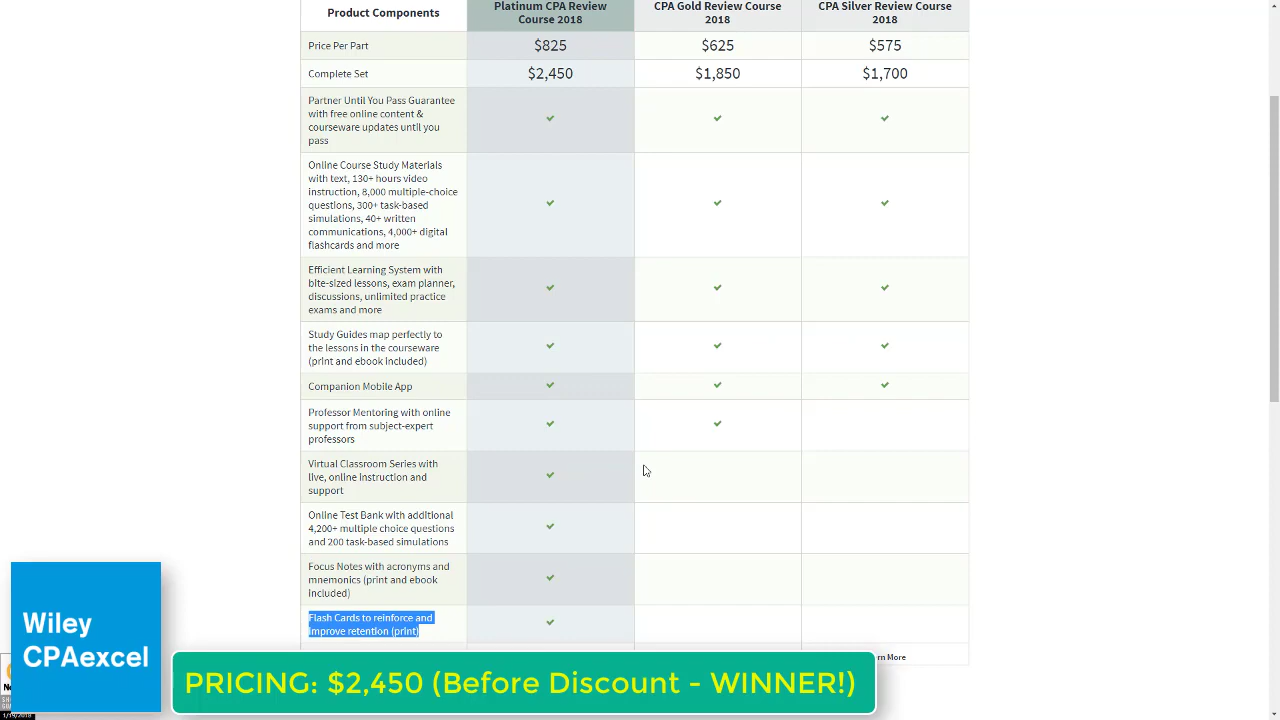 Product Components
Platinum CPA Review
Course 2018
CPA Gold Review Course
2018
CPA Silver Review Course
2018
Price Per Part
$825
$625
$575
Complete Set
$2,450
$1,850
$1,700
Partner Until You Pass Guarantee
with free online content &
courseware updates until you
pass
Online Course Study Materials
with text, 130+ hours video
instruction, 8,000 multiple-choice
questions, 300+ task-based
simulations, 40+ written
communications, 4,000+ digital
flashcards and more
Efficient Learning System with
bite-sized lessons, exam planner,
discussions, unlimited practice
exams and more
Study Guides map perfectly to
the lessons in the courseware
(print and ebook included)
Companion Mobile App
Professor Mentoring with online
support from subject-expert
professors
Virtual Classroom Series with
live, online instruction and
support
Online Test Bank with additional
4,200+ multiple choice questions
and 200 task-based simulations
Focus Notes with acronyms and
mnemonics (print and ebook
included)
Flash Cards to reinforce and
improve retention (print)
rn More
Wiley
CPAexcel
PRICING: $2,450 (Before Discount - WINNER!)
1/19/2018